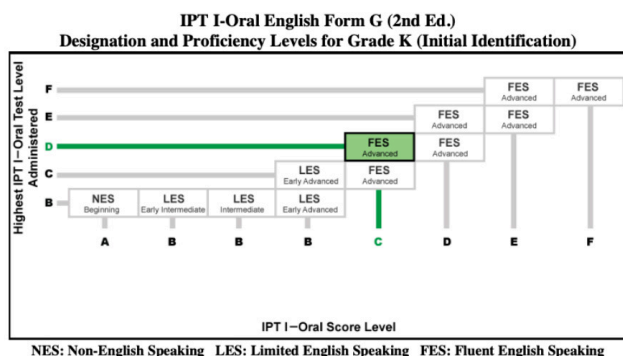 IPT I-Oral English Form G (2nd Ed.)
Designation and Proficiency Levels for Grade K (Initial Identification)
Highest IPT I-Oral Test Level
Administered
F
FES
Advanced
FES
Advanced
E
FES
Advanced
FES
Advanced
D
FES
Advanced
FES
Advanced
C
LES
Early Advanced
FES
Advanced
B
NES
Beginning
LES
Early Intermediate
LES
Intermediate
LES
Early Advanced
A B B B C D E F
IPT I-Oral Score Level
NES: Non-English Speaking LES: Limited English Speaking FES: Fluent English Speaking